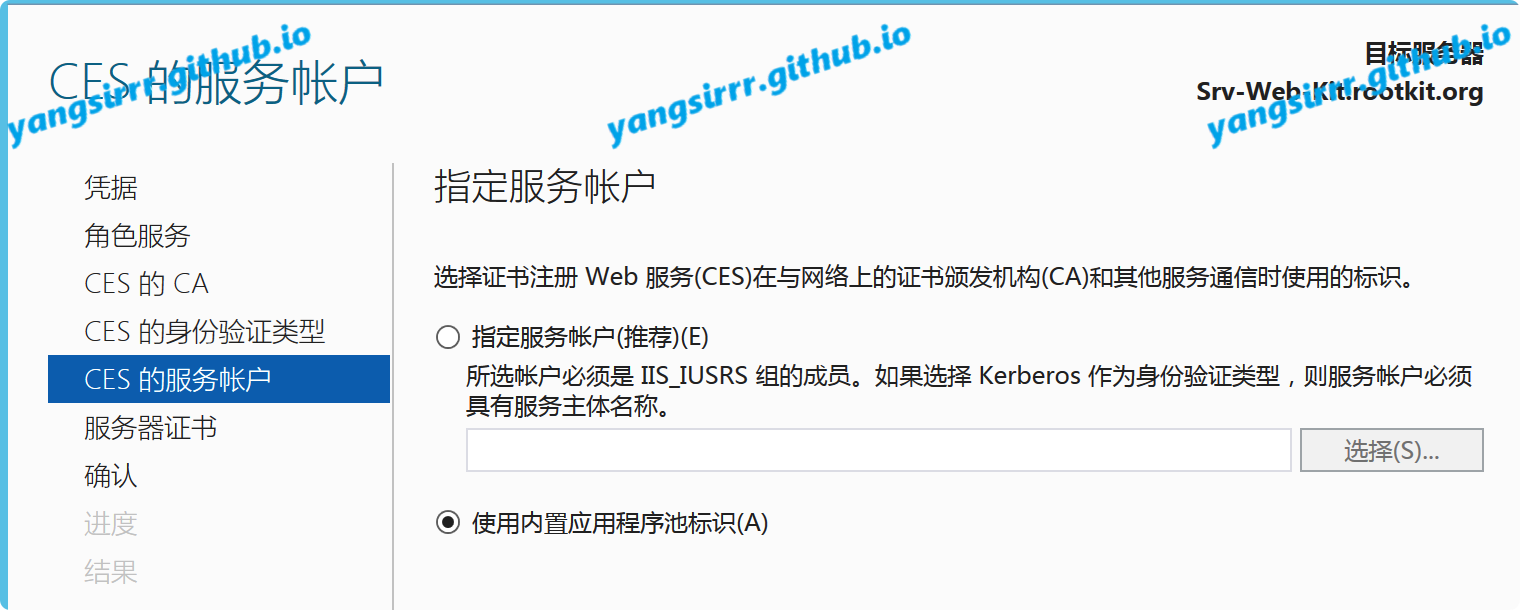 CES 的服务帐户
目标服务器
Srv-Web-Kit.rootkit.org
yangsirrr.github.io
yangsirrr.github.io
yangsirrr.github.io
凭据
角色服务
CES 的 CA
CES 的身份验证类型
CES 的服务帐户
服务器证书
确认
进度
结果
指定服务帐户
选择证书注册 Web 服务(CES)在与网络上的证书颁发机构(CA)和其他服务通信时使用的标识。
指定服务帐户(推荐)(E)
所选帐户必须是 IIS_IUSRS 组的成员。如果选择 Kerberos 作为身份验证类型，则服务帐户必须
具有服务主体名称。
选择(S)...
使用内置应用程序池标识(A)